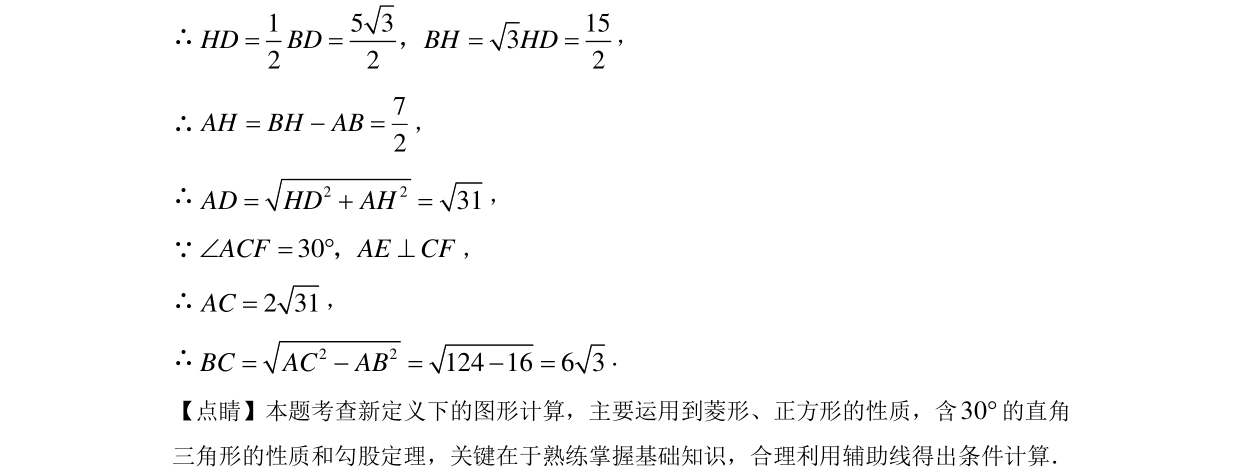 ∴ HD = 1/2 BD = 5√3/2，BH = √3HD = 15/2，
∴ AH = BH − AB = 7/2，
∴ AD = √(HD² + AH²) = √31，
∵ ∠ACF = 30°，AE ⊥ CF，
∴ AC = 2√31，
∴ BC = √(AC² − AB²) = √(124−16) = 6√3．
【点睛】本题考查新定义下的图形计算，主要运用到菱形、正方形的性质，含30°的直角
三角形的性质和勾股定理，关键在于熟练掌握基础知识，合理利用辅助线得出条件计算．